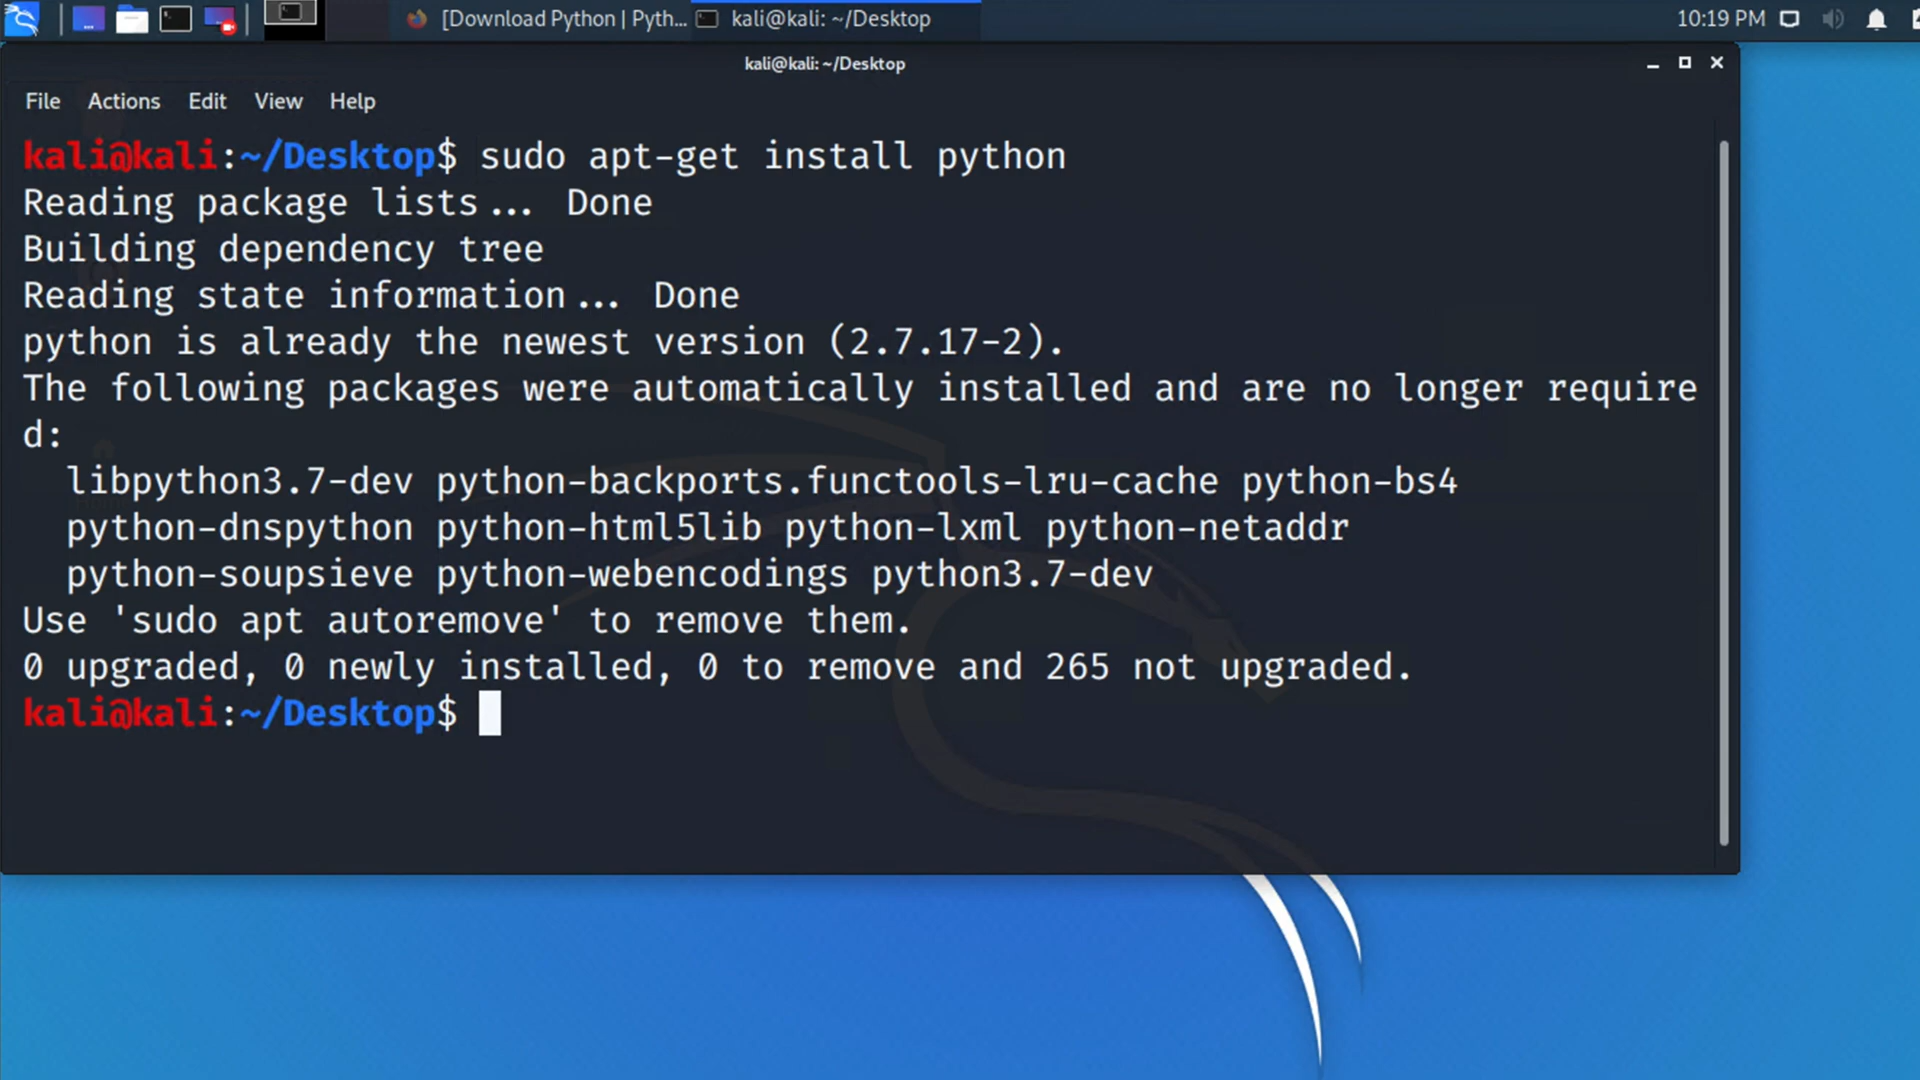 [Download Python | Pyth... kali@kali: ~/Desktop 10:19 PM
kali@kali: ~/Desktop
File Actions Edit View Help
kali@kali:~/Desktop$ sudo apt-get install python
Reading package lists... Done
Building dependency tree
Reading state information... Done
python is already the newest version (2.7.17-2).
The following packages were automatically installed and are no longer require
d:
libpython3.7-dev python-backports.functools-lru-cache python-bs4
python-dnspython python-html5lib python-lxml python-netaddr
python-soupsieve python-webencodings python3.7-dev
Use 'sudo apt autoremove' to remove them.
0 upgraded, 0 newly installed, 0 to remove and 265 not upgraded.
kali@kali:~/Desktop$